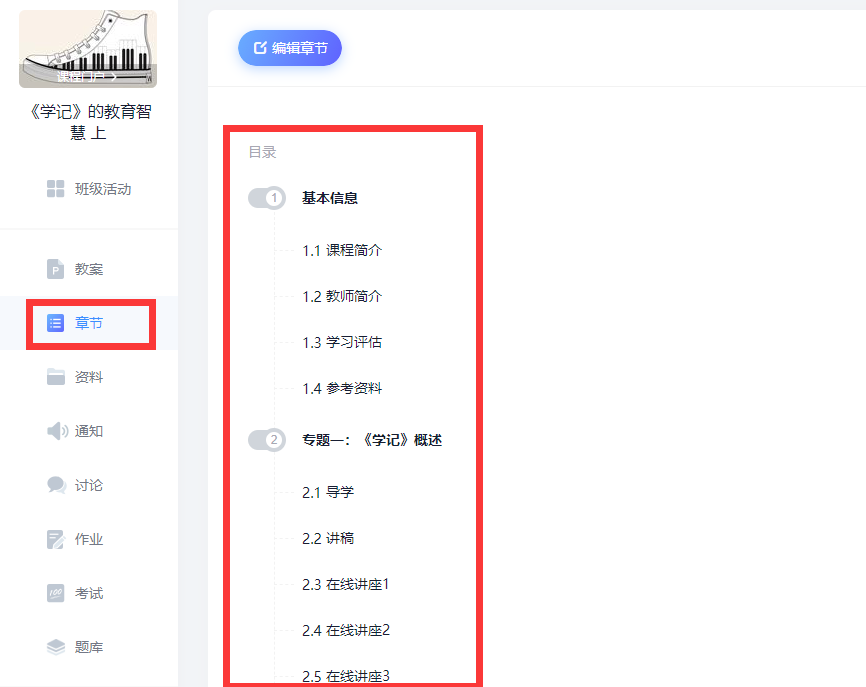 课程门户
《学记》的教育智
慧 上
班级活动
教案
章节
资料
通知
讨论
作业
考试
题库
编辑章节
目录
1 基本信息
1.1 课程简介
1.2 教师简介
1.3 学习评估
1.4 参考资料
2 专题一：《学记》概述
2.1 导学
2.2 讲稿
2.3 在线讲座1
2.4 在线讲座2
2.5 在线讲座3